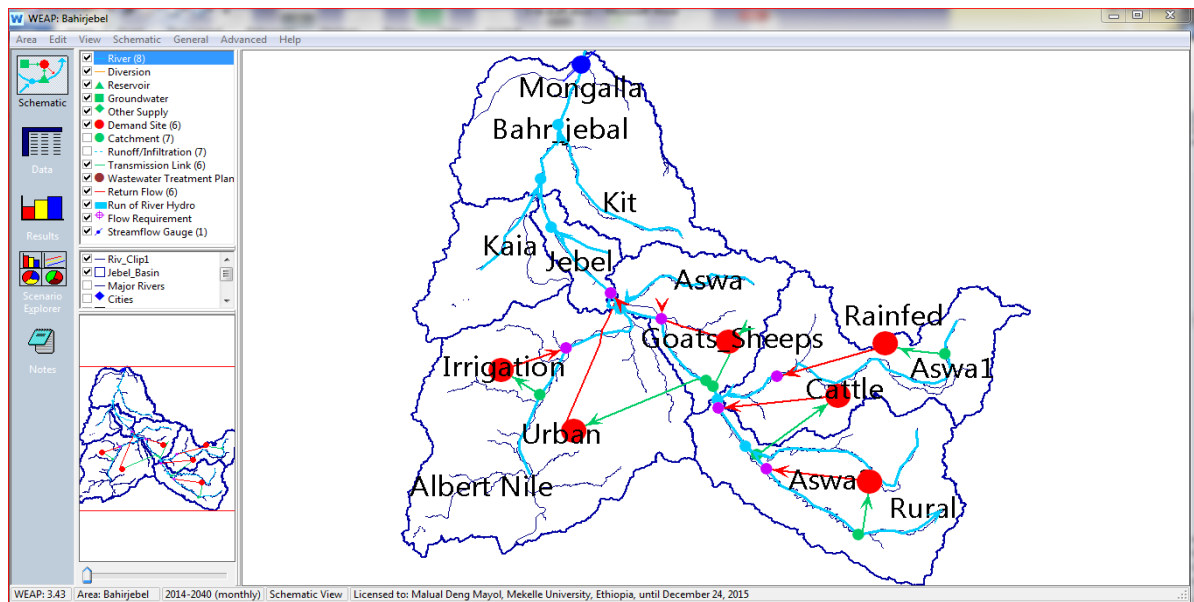 WEAP: Bahirjebel
Area Edit View Schematic General Advanced Help
Schematic
Data
Results
Scenario
Explorer
Notes
River (8)
Diversion
Reservoir
Groundwater
Other Supply
Demand Site (6)
Catchment (7)
Runoff/Infiltration (7)
Transmission Link (6)
Wastewater Treatment Plan
Return Flow (6)
Run of River Hydro
Flow Requirement
Streamflow Gauge (1)
Riv_Clip1
Jebel_Basin
Major Rivers
Cities
Mongalla
Bahr_jebal
Kit
Kaia
Jebel
Aswa
Goats_Sheeps
Rainfed
Aswa1
Irrigation
Cattle
Urban
Albert Nile
Aswa
Rural
WEAP: 3.43 Area: Bahirjebel 2014-2040 (monthly) Schematic View Licensed to: Malual Deng Mayol, Mekelle University, Ethiopia, until December 24, 2015